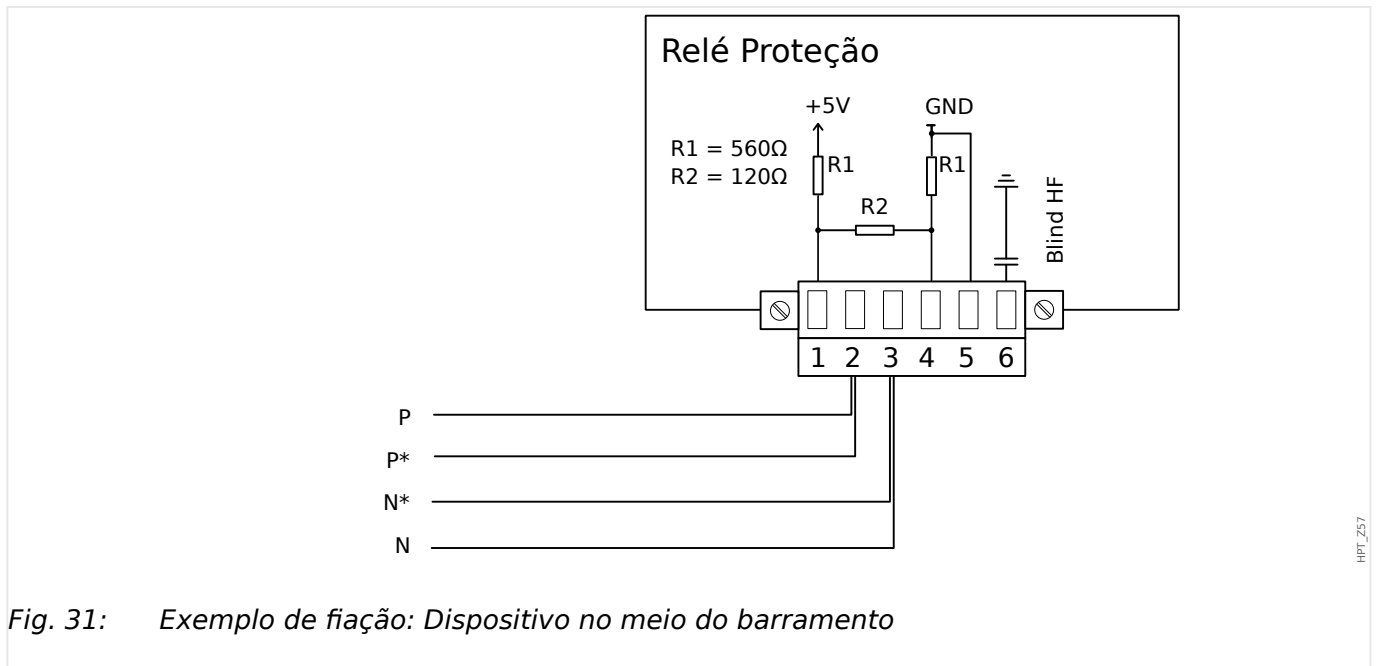 Relé Proteção
+5V
GND
R1 = 560Ω
R2 = 120Ω
R1
R1
R2
Blind HF
1 2 3 4 5 6
P
P*
N*
N
HPT_Z57
Fig. 31: Exemplo de fiação: Dispositivo no meio do barramento